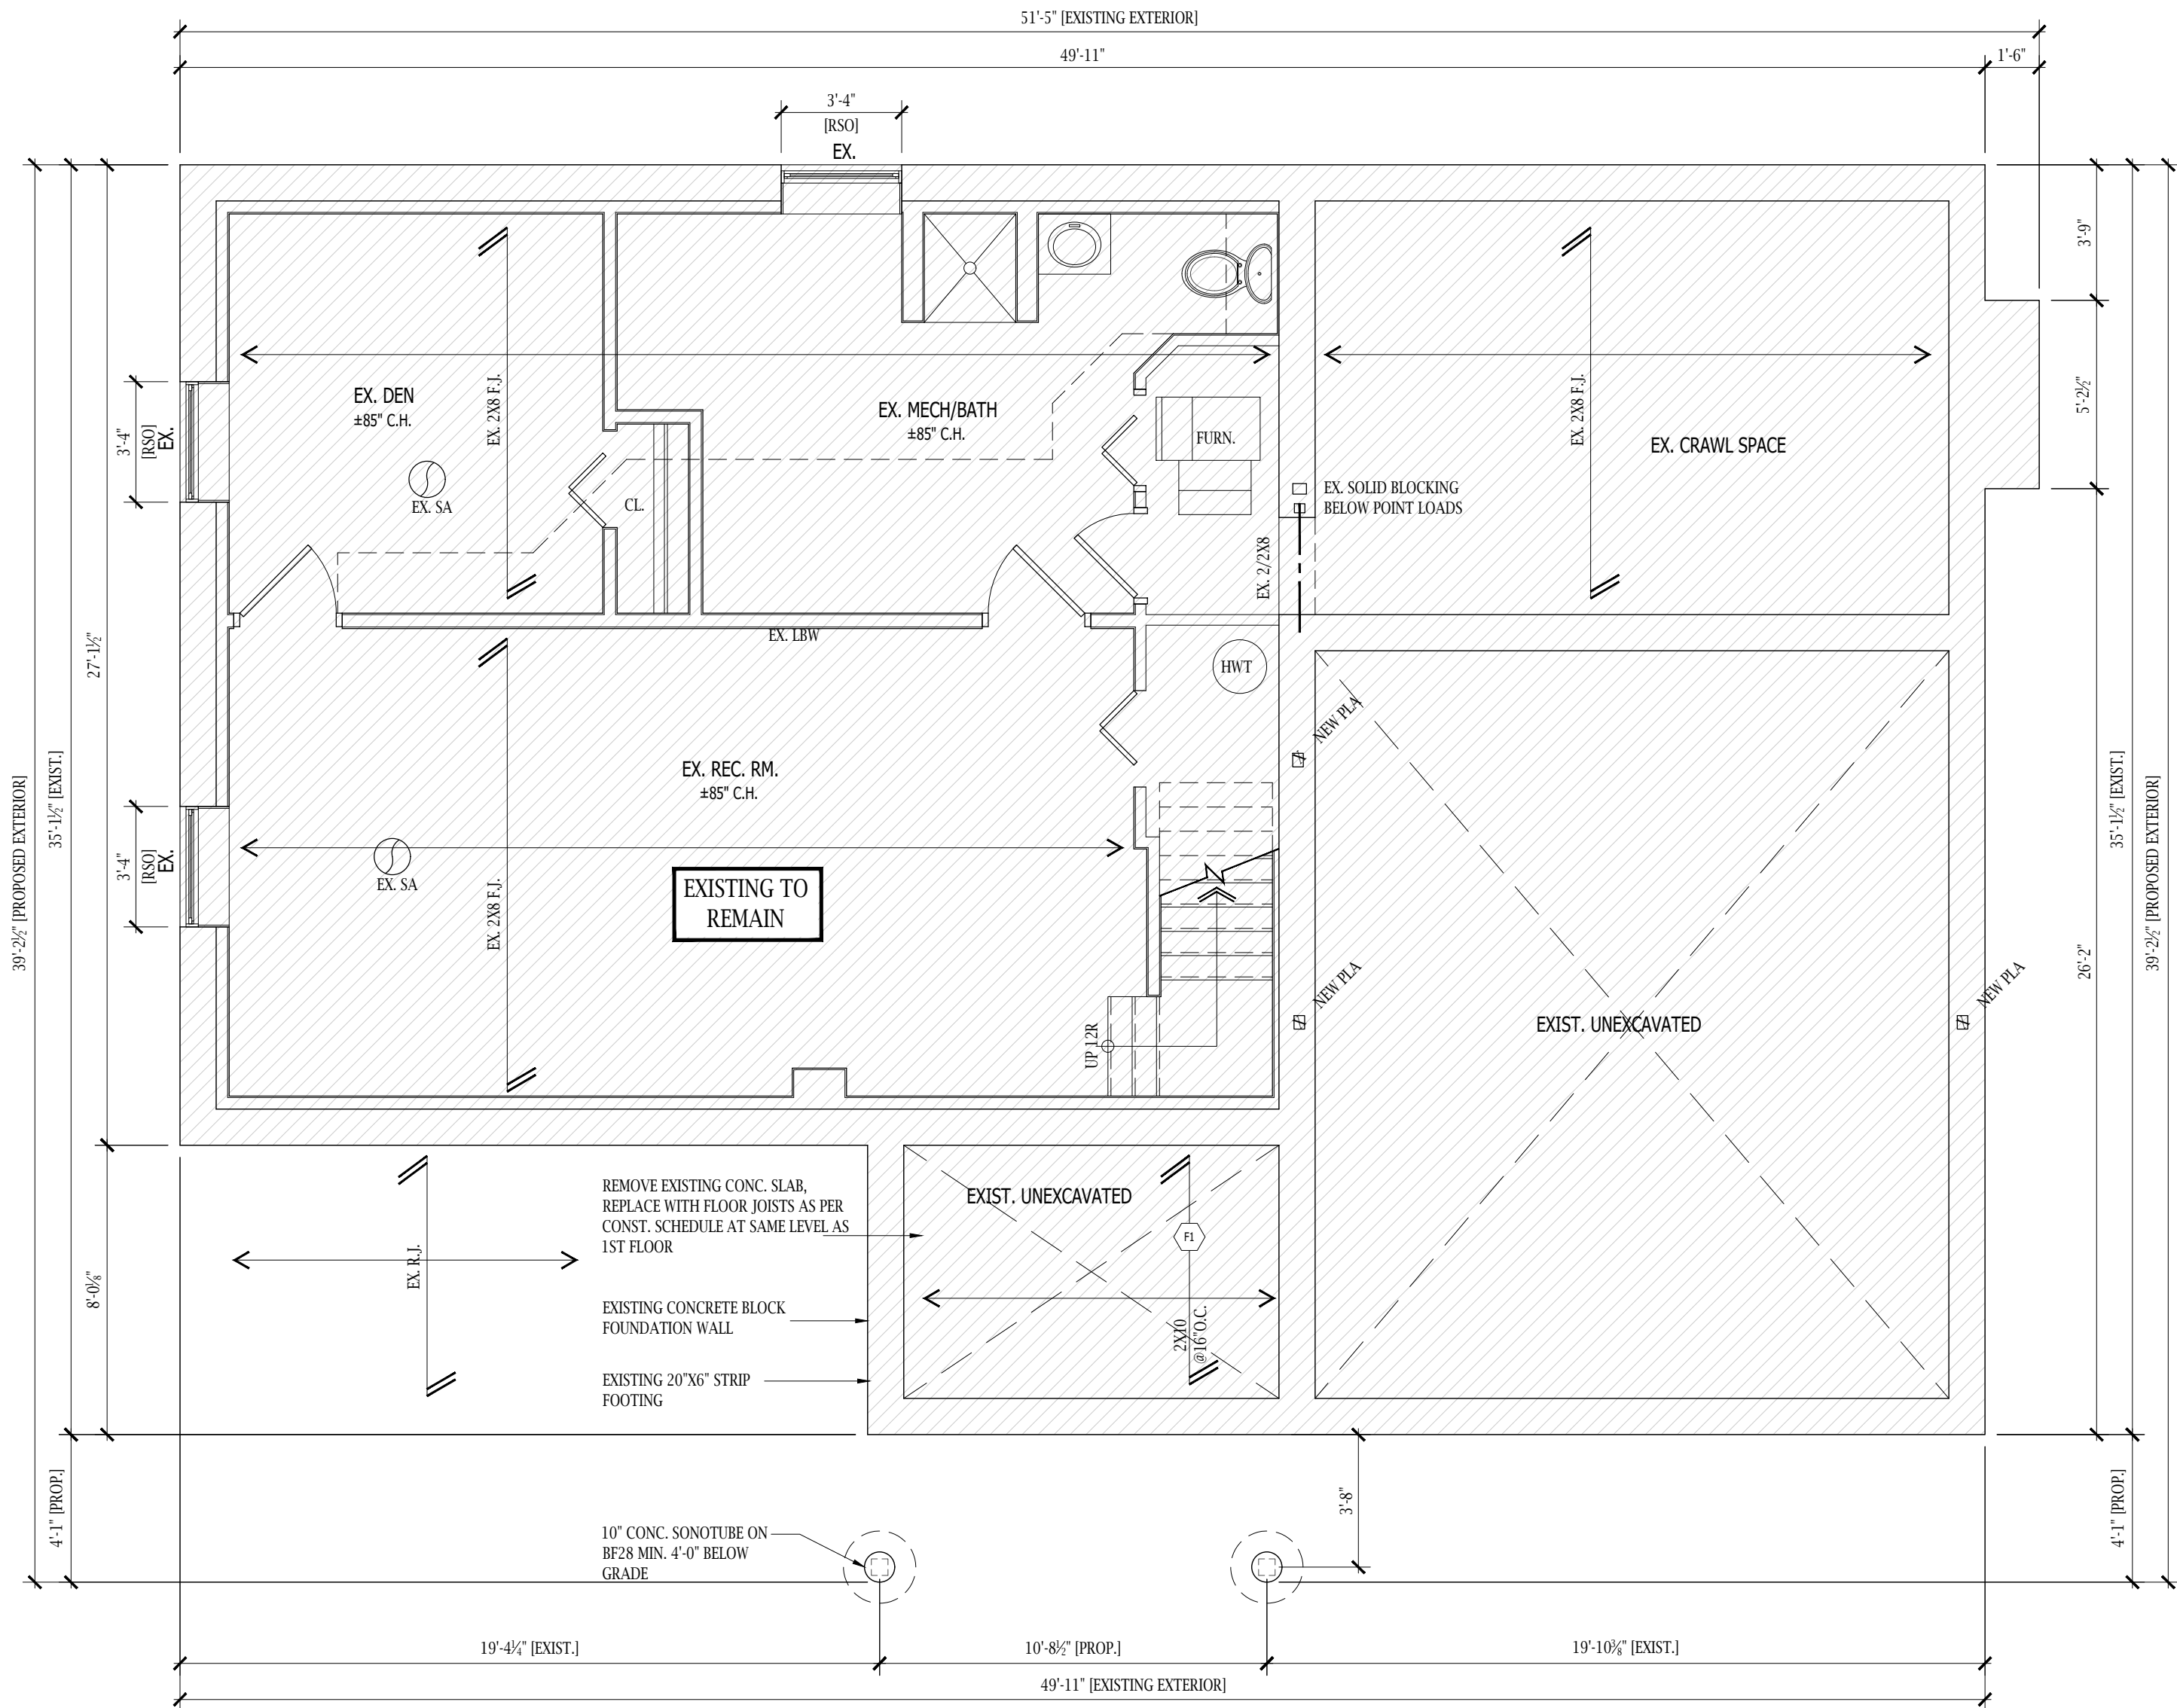 51'-5" [EXISTING EXTERIOR]
49'-11"
1'-6"
3'-4"
[RSO]
EX.
3'-9"
5'-2½"
26'-2"
35'-1½" [EXIST.]
39'-2½" [PROPOSED EXTERIOR]
4'-1" [PROP.]
39'-2½" [PROPOSED EXTERIOR]
35'-1½" [EXIST.]
27'-1½"
8'-0⅛"
4'-1" [PROP.]
3'-4"
[RSO]
EX.
3'-4"
[RSO]
EX.
EX. DEN
±85" C.H.
EX. SA
EX. 2X8 F.J.
CL.
EX. MECH/BATH
±85" C.H.
FURN.
EX. 2/2X8
EX. SOLID BLOCKING
BELOW POINT LOADS
EX. 2X8 F.J.
EX. CRAWL SPACE
EX. LBW
HWT
NEW PLA
EX. REC. RM.
±85" C.H.
EX. SA
EX. 2X8 F.J.
EXISTING TO
REMAIN
UP 12R
NEW PLA
EXIST. UNEXCAVATED
NEW PLA
EX. R.J.
REMOVE EXISTING CONC. SLAB,
REPLACE WITH FLOOR JOISTS AS PER
CONST. SCHEDULE AT SAME LEVEL AS
1ST FLOOR
EXISTING CONCRETE BLOCK
FOUNDATION WALL
EXISTING 20"X6" STRIP
FOOTING
EXIST. UNEXCAVATED
F1
2X10
@16"O.C.
3'-8"
10" CONC. SONOTUBE ON
BF28 MIN. 4'-0" BELOW
GRADE
19'-4¼" [EXIST.]
10'-8½" [PROP.]
19'-10⅜" [EXIST.]
49'-11" [EXISTING EXTERIOR]